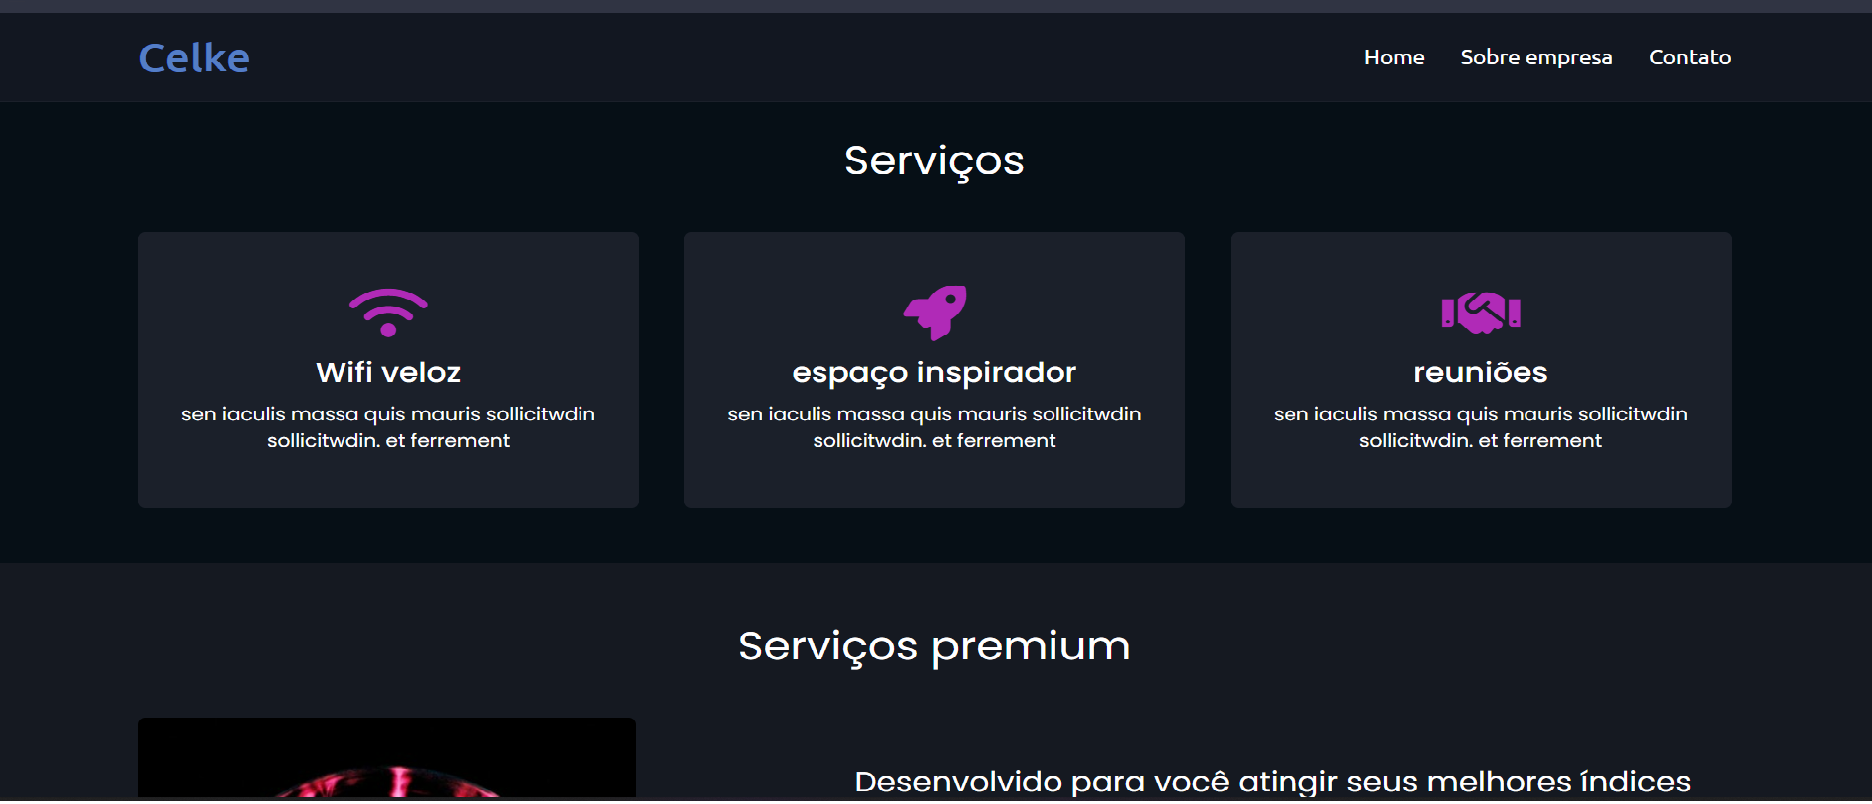 Celke
Home Sobre empresa Contato
Serviços
Wifi veloz
sen iaculis massa quis mauris sollicitwdin
sollicitwdin. et ferrement
espaço inspirador
sen iaculis massa quis mauris sollicitwdin
sollicitwdin. et ferrement
reuniões
sen iaculis massa quis mauris sollicitwdin
sollicitwdin. et ferrement
Serviços premium
Desenvolvido para você atingir seus melhores índices